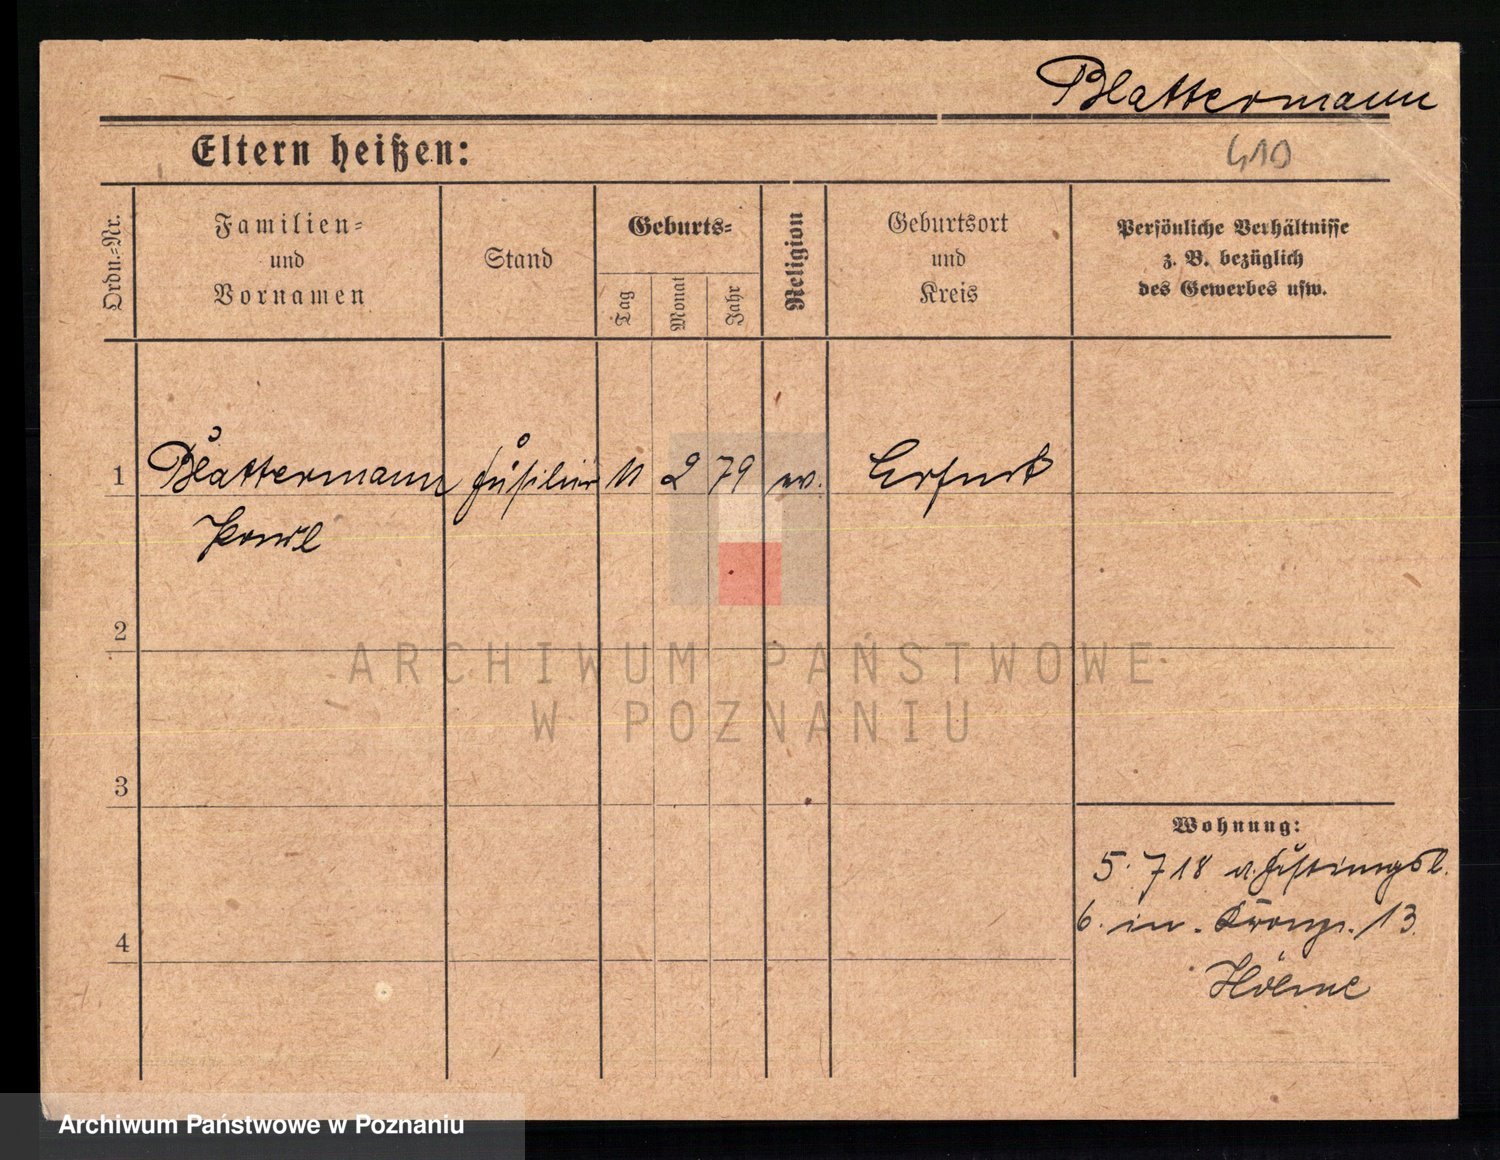 Blattermann
Eltern heißen:
410
Ordn.-Nr.
Familien-
und
Vornamen
Stand
Geburts-
Tag
Monat
Jahr
Religion
Geburtsort
und
Kreis
Persönliche Verhältnisse
z. B. bezüglich
des Gewerbes usw.
1 Blattermann Füsilier 11 2 79 ev. Erfurt
Paul
2
ARCHIWUM PAŃSTWOWE
W POZNANIU
3
Wohnung:
5. 7 18 a.
6. in. 13.
4
Archiwum Państwowe w Poznaniu